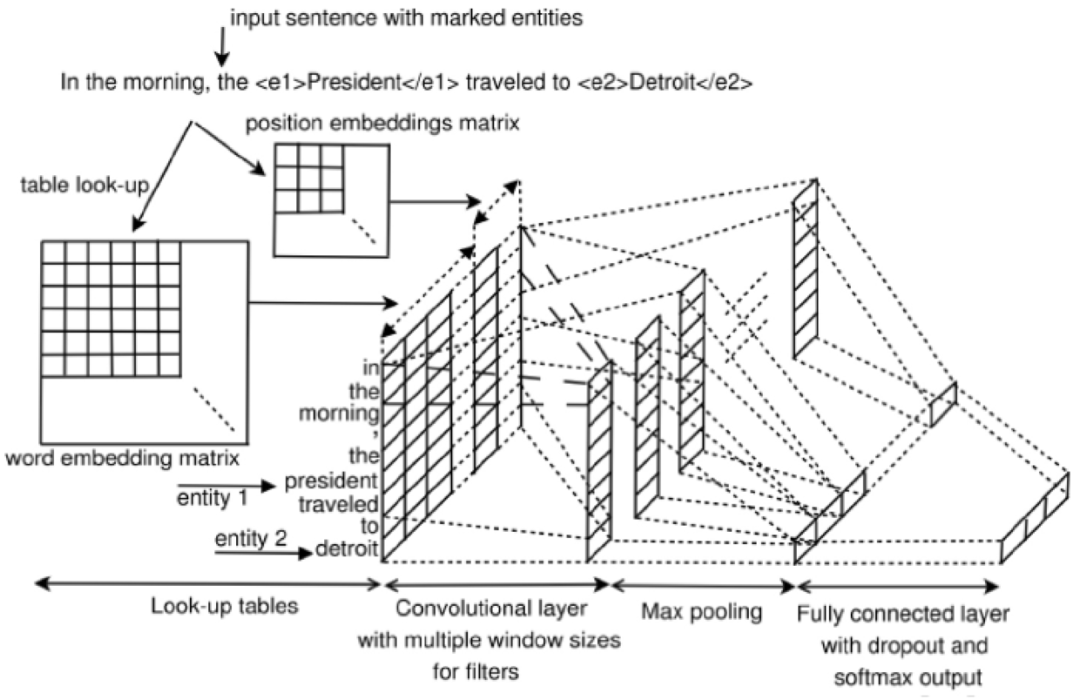 input sentence with marked entities
In the morning, the <e1>President</e1> traveled to <e2>Detroit</e2>
position embeddings matrix
table look-up
in
the
morning
,
the
president
traveled
to
detroit
word embedding matrix
entity 1
entity 2
Look-up tables
Convolutional layer
with multiple window sizes
for filters
Max pooling
Fully connected layer
with dropout and
softmax output